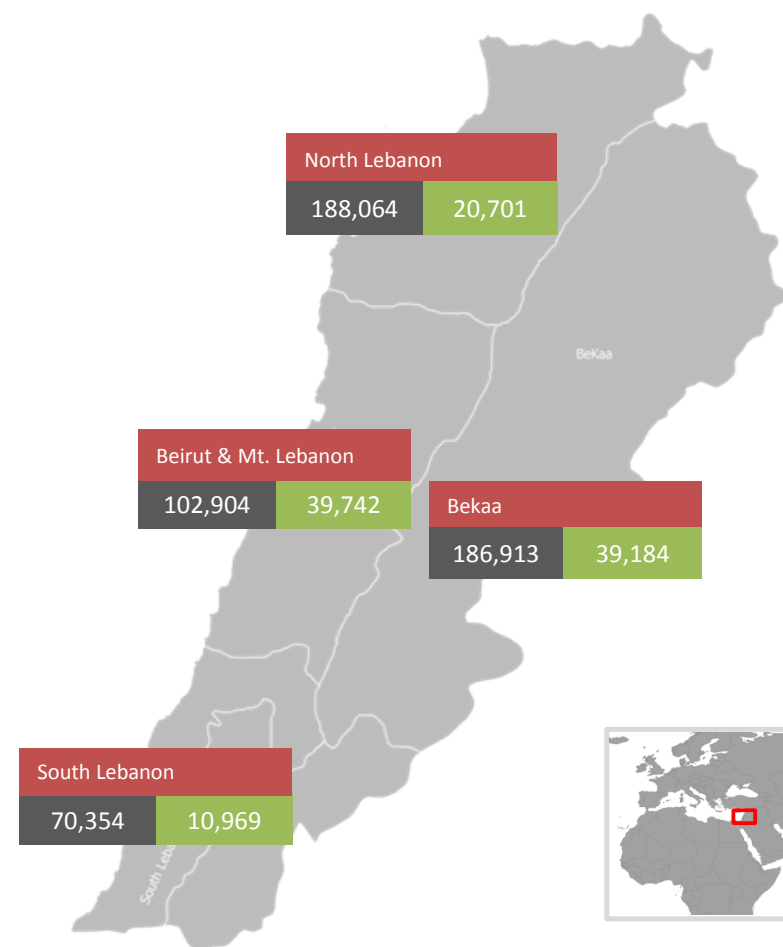 North Lebanon
188,064 20,701
BeKaa
Beirut & Mt. Lebanon
102,904 39,742
Bekaa
186,913 39,184
South Lebanon
70,354 10,969
South